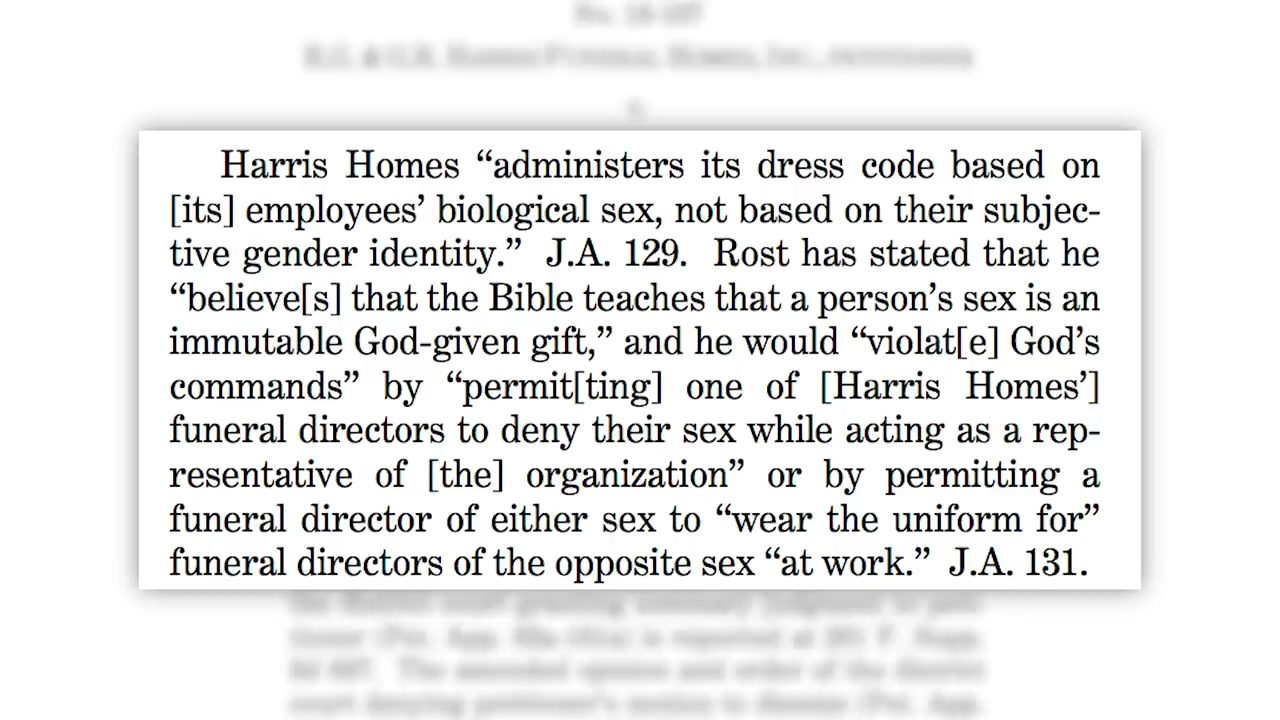 Harris Homes “administers its dress code based on
[its] employees’ biological sex, not based on their subjec-
tive gender identity.” J.A. 129. Rost has stated that he
“believe[s] that the Bible teaches that a person’s sex is an
immutable God-given gift,” and he would “violat[e] God’s
commands” by “permit[ting] one of [Harris Homes’]
funeral directors to deny their sex while acting as a rep-
resentative of [the] organization” or by permitting a
funeral director of either sex to “wear the uniform for”
funeral directors of the opposite sex “at work.” J.A. 131.